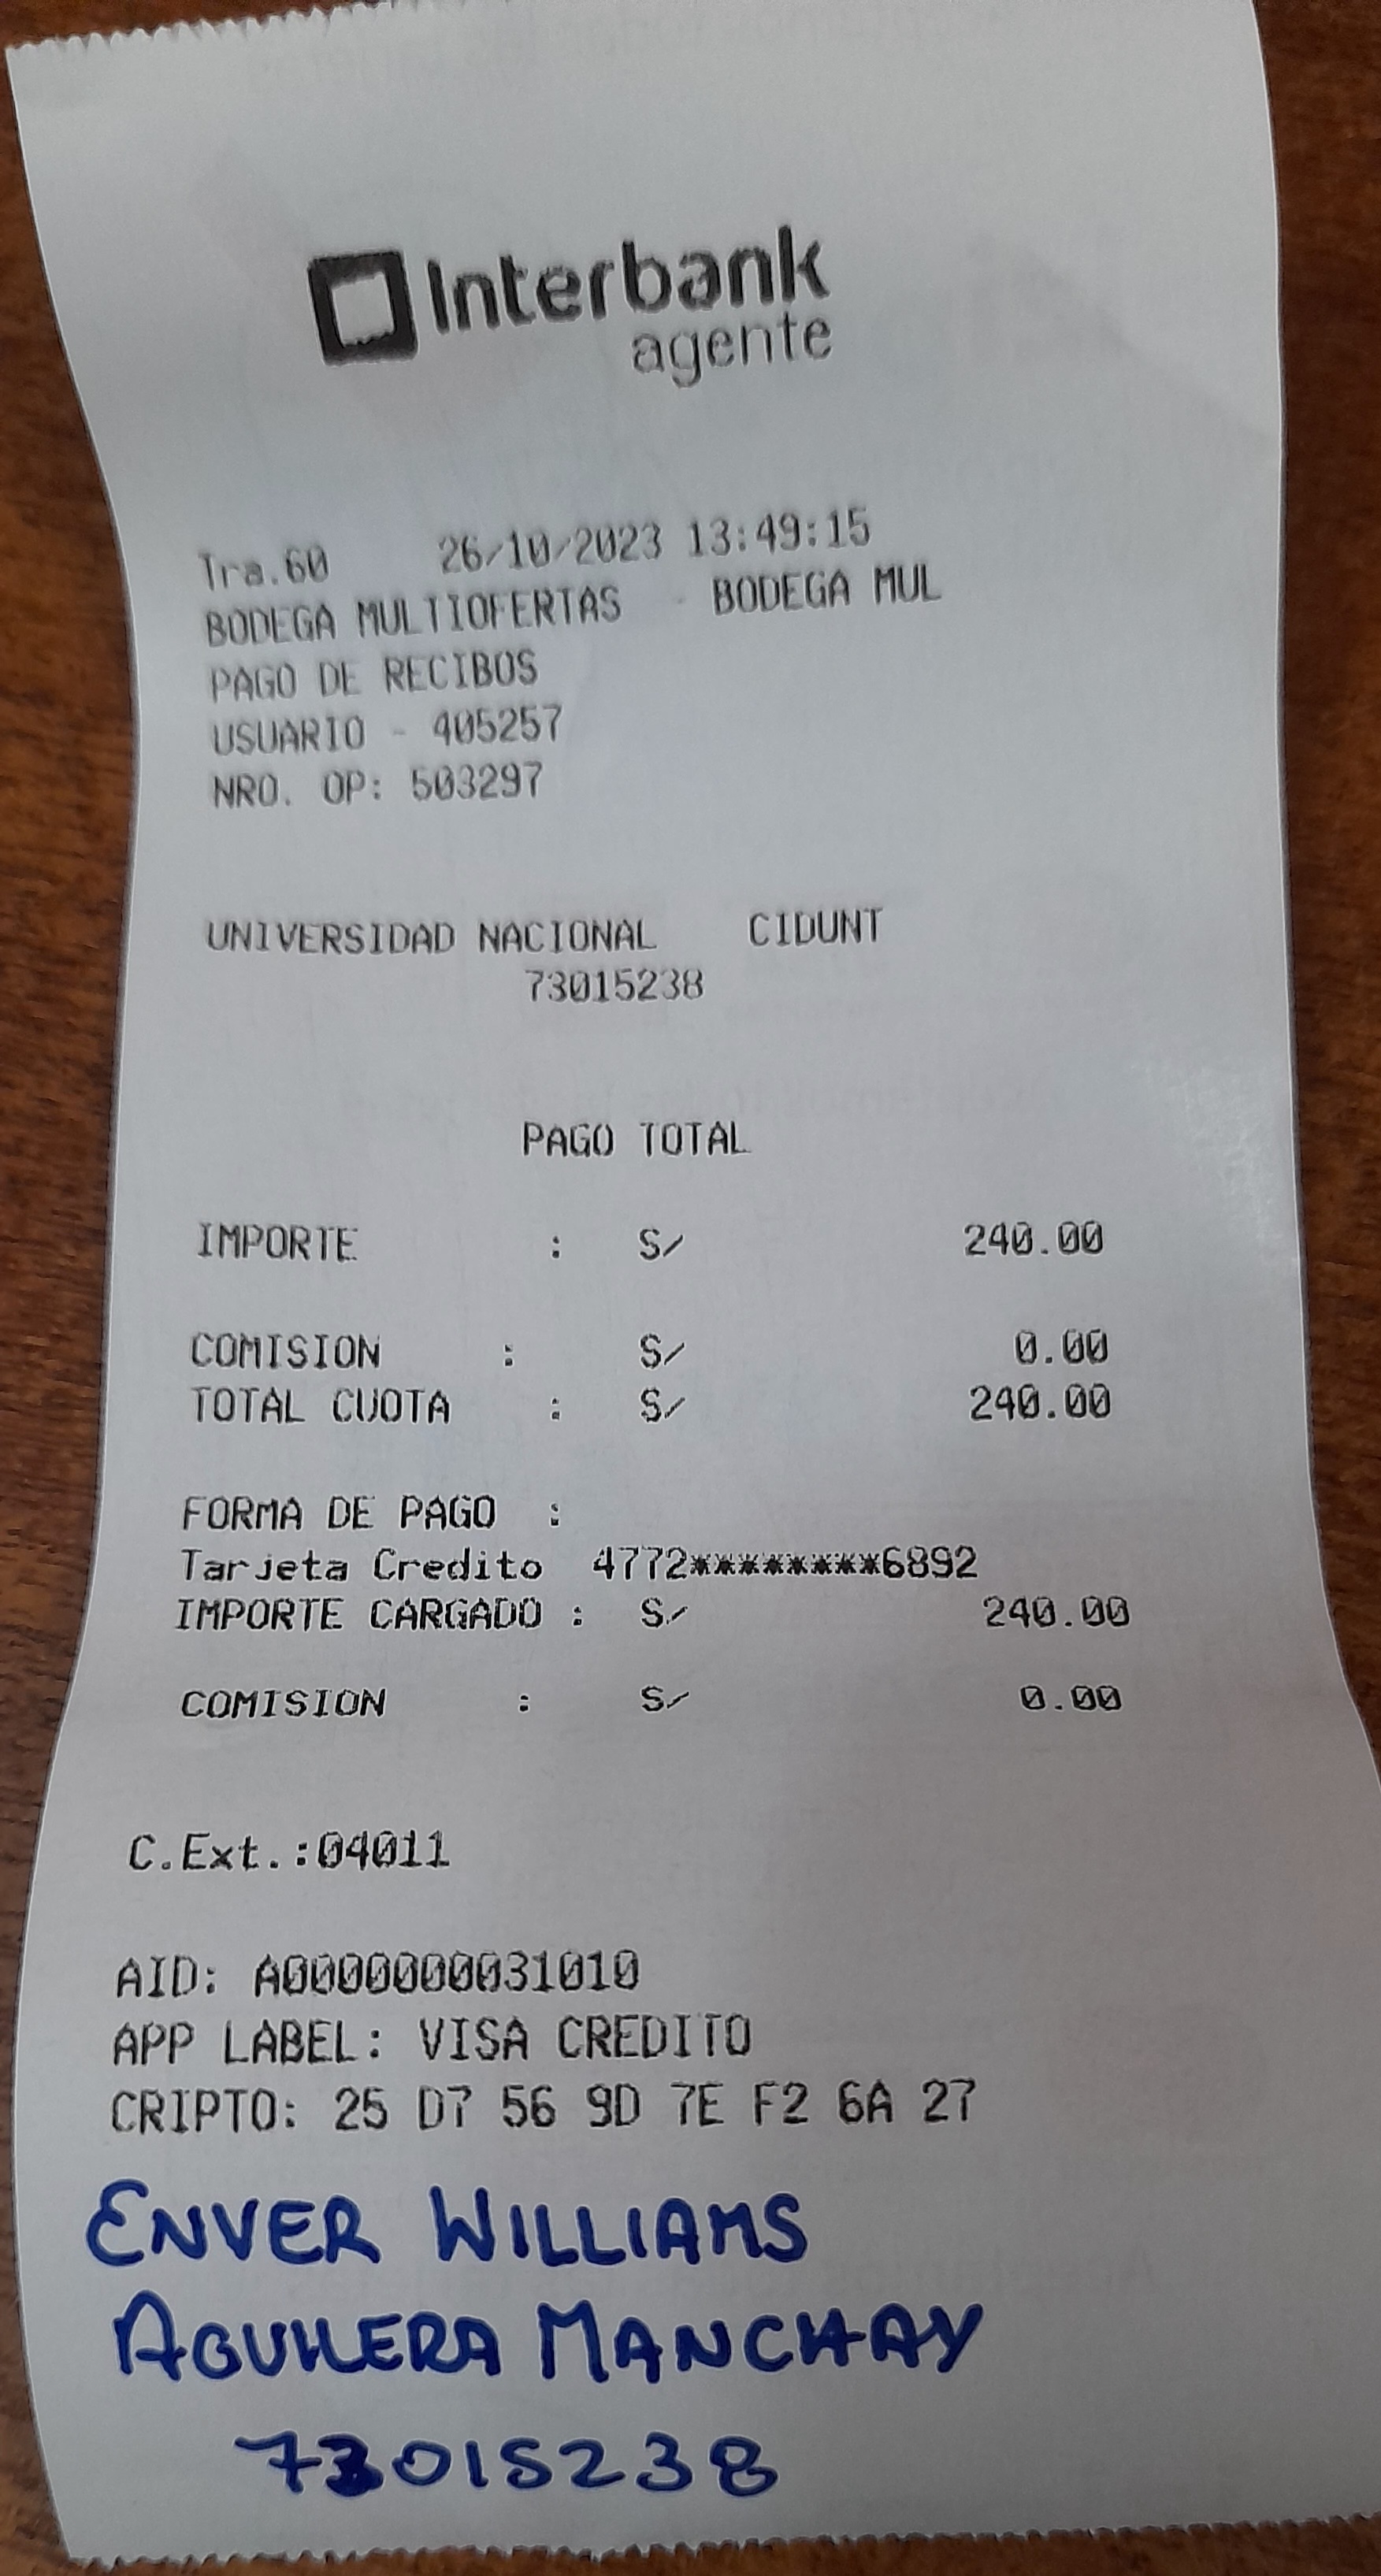 Interbank
agente
Tra.60 26/10/2023 13:49:15
BODEGA MULTIOFERTAS - BODEGA MUL
PAGO DE RECIBOS
USUARIO - 405257
NRO. OP: 503297
UNIVERSIDAD NACIONAL CIDUNT
73015238
PAGO TOTAL
IMPORTE : S/ 240.00
COMISION : S/ 0.00
TOTAL CUOTA : S/ 240.00
FORMA DE PAGO :
Tarjeta Credito 4772********6892
IMPORTE CARGADO : S/ 240.00
COMISION : S/ 0.00
C.Ext.:04011
AID: A0000000031010
APP LABEL: VISA CREDITO
CRIPTO: 25 D7 56 9D 7E F2 6A 27
ENVER WILLIAMS
AGUILERA MANCHAY
73015238